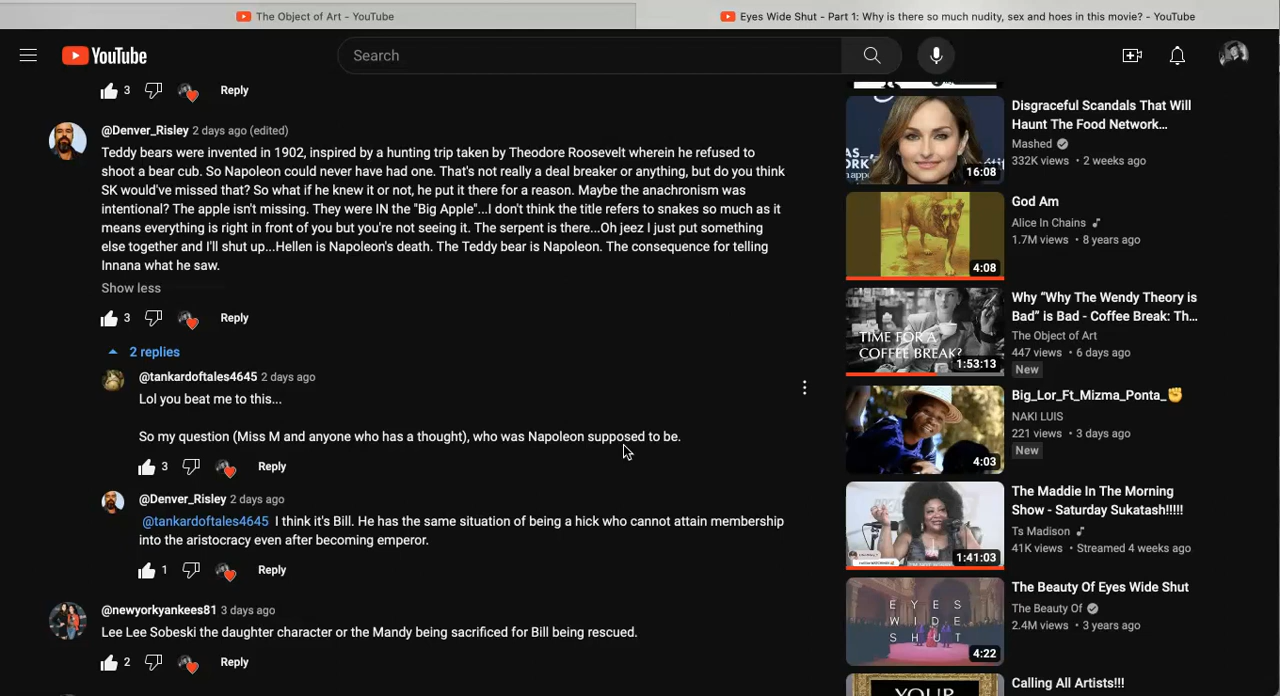 The Object of Art - YouTube
Eyes Wide Shut - Part 1: Why is there so much nudity, sex and hoes in this movie? - YouTube
YouTube
Search
3 Reply
@Denver_Risley 2 days ago (edited)
Teddy bears were invented in 1902, inspired by a hunting trip taken by Theodore Roosevelt wherein he refused to
shoot a bear cub. So Napoleon could never have had one. That's not really a deal breaker or anything, but do you think
SK would've missed that? So what if he knew it or not, he put it there for a reason. Maybe the anachronism was
intentional? The apple isn't missing. They were IN the "Big Apple"...I don't think the title refers to snakes so much as it
means everything is right in front of you but you're not seeing it. The serpent is there...Oh jeez I just put something
else together and I'll shut up...Hellen is Napoleon's death. The Teddy bear is Napoleon. The consequence for telling
Innana what he saw.
Show less
3 Reply
2 replies
@tankardoftales4645 2 days ago
Lol you beat me to this...
So my question (Miss M and anyone who has a thought), who was Napoleon supposed to be.
3 Reply
@Denver_Risley 2 days ago
@tankardoftales4645 I think it's Bill. He has the same situation of being a hick who cannot attain membership
into the aristocracy even after becoming emperor.
1 Reply
@newyorkyankees81 3 days ago
Lee Lee Sobeski the daughter character or the Mandy being sacrificed for Bill being rescued.
2 Reply
16:08
Disgraceful Scandals That Will
Haunt The Food Network...
Mashed
332K views • 2 weeks ago
4:08
God Am
Alice In Chains
1.7M views • 8 years ago
TIME FOR A
COFFEE BREAK?
1:53:13
Why “Why The Wendy Theory is
Bad” is Bad - Coffee Break: Th...
The Object of Art
447 views • 6 days ago
New
4:03
Big_Lor_Ft_Mizma_Ponta_✊
NAKI LUIS
221 views • 3 days ago
New
1:41:03
The Maddie In The Morning
Show - Saturday Sukatash!!!!!
Ts Madison
41K views • Streamed 4 weeks ago
EYES
WIDE
SHUT
4:22
The Beauty Of Eyes Wide Shut
The Beauty Of
2.4M views • 3 years ago
YOUR
Calling All Artists!!!